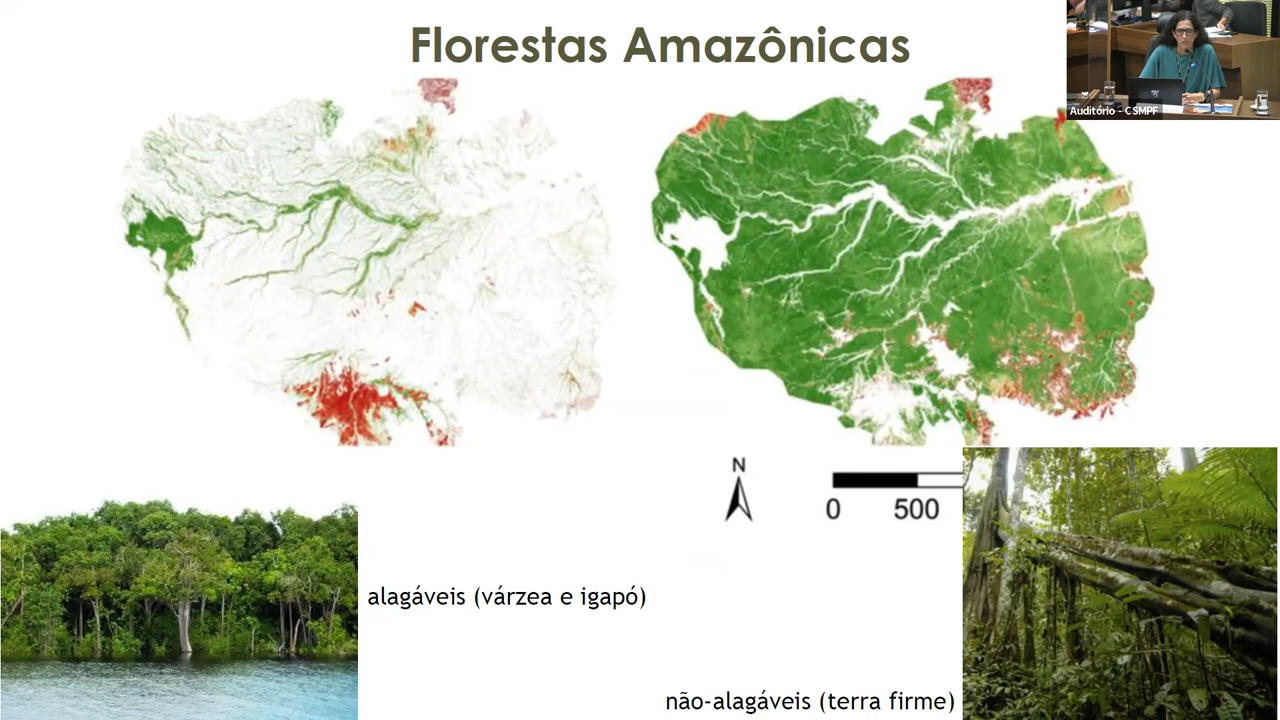 Florestas Amazônicas
Auditório - CSMPF
N
0 500
alagáveis (várzea e igapó)
não-alagáveis (terra firme)